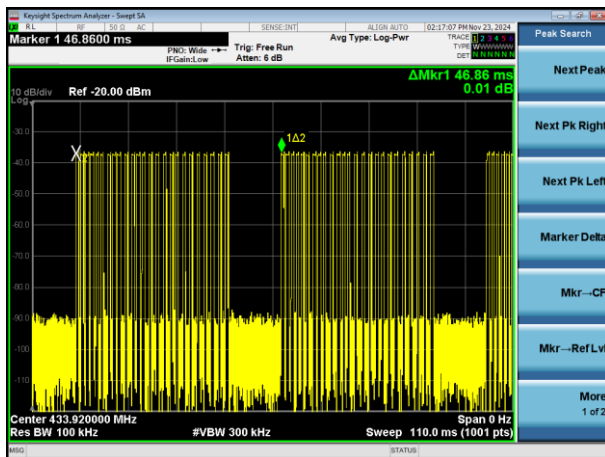 Keysight Spectrum Analyzer - Swept SA
RL RF 50 Ω AC SENSE:INT ALIGN AUTO 02:17:07 PM Nov 23, 2024
Marker 1 46.8600 ms
PNO: Wide Trig: Free Run Avg Type: Log-Pwr TRACE 1 2 3 4 5 6
IFGain:Low Atten: 6 dB TYPE WWWWWW
DET N N N N N N
Peak Search
ΔMkr1 46.86 ms
0.01 dB
10 dB/div Ref -20.00 dBm
Log
-30.0
-40.0
-50.0
-60.0
-70.0
-80.0
-90.0
-100
-110
1Δ2
Center 433.920000 MHz Span 0 Hz
Res BW 100 kHz #VBW 300 kHz Sweep 110.0 ms (1001 pts)
MSG STATUS
Next Peak
Next Pk Right
Next Pk Left
Marker Delta
Mkr→CF
Mkr→Ref Lvl
More
1 of 2